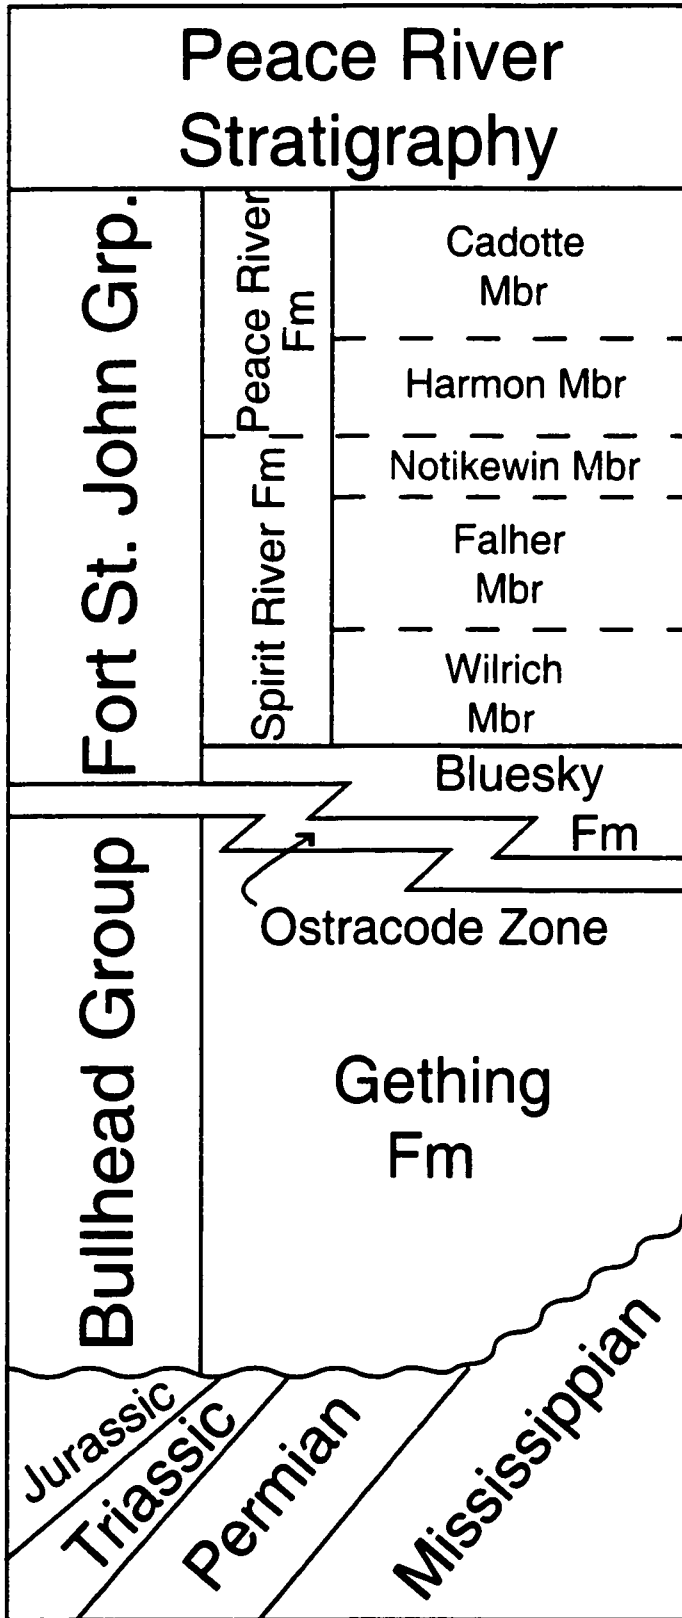 Peace River
Stratigraphy
Fort St. John Grp.
Peace River
Fm
Cadotte
Mbr
Harmon Mbr
Spirit River Fm
Notikewin Mbr
Falher
Mbr
Wilrich
Mbr
Bluesky
Fm
Ostracode Zone
Bullhead Group
Gething
Fm
Jurassic
Triassic
Permian
Mississippian